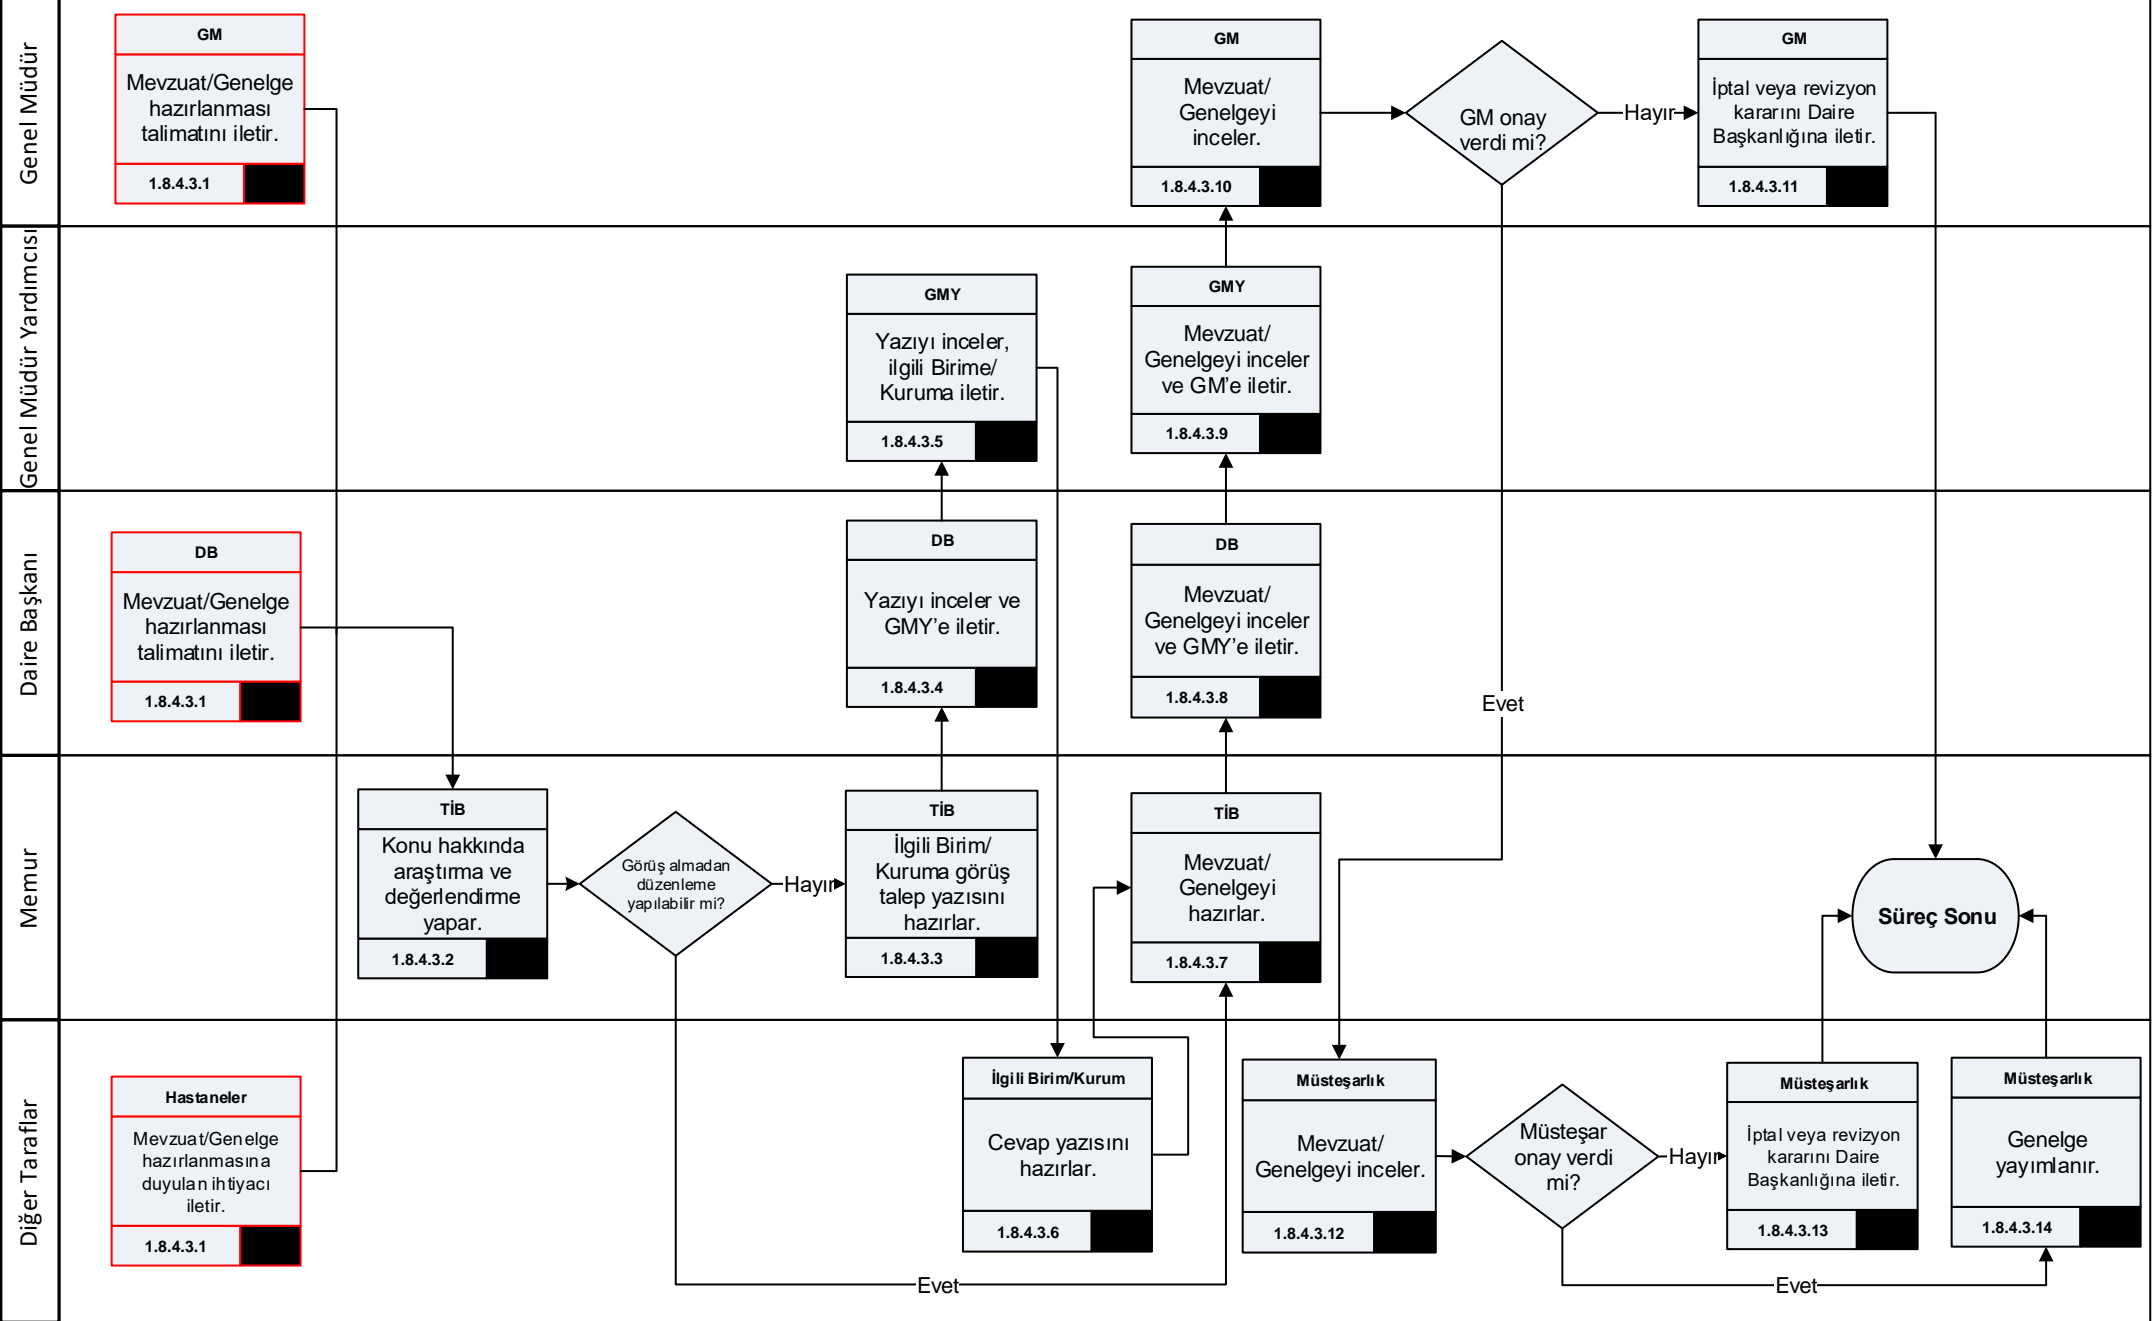 Genel Müdür
GM
Mevzuat/Genelge
hazırlanması
talimatını iletir.
1.8.4.3.1
GM
Mevzuat/
Genelgeyi
inceler.
1.8.4.3.10
GM onay
verdi mi?
Hayır
GM
İptal veya revizyon
kararını Daire
Başkanlığına iletir.
1.8.4.3.11
Genel Müdür Yardımcısı
GMY
Yazıyı inceler,
ilgili Birime/
Kuruma iletir.
1.8.4.3.5
GMY
Mevzuat/
Genelgeyi inceler
ve GM'e iletir.
1.8.4.3.9
Daire Başkanı
DB
Mevzuat/Genelge
hazırlanması
talimatını iletir.
1.8.4.3.1
DB
Yazıyı inceler ve
GMY'e iletir.
1.8.4.3.4
DB
Mevzuat/
Genelgeyi inceler
ve GMY'e iletir.
1.8.4.3.8
Evet
Memur
TİB
Konu hakkında
araştırma ve
değerlendirme
yapar.
1.8.4.3.2
Görüş almadan
düzenleme
yapılabilir mi?
Hayır
TİB
İlgili Birim/
Kuruma görüş
talep yazısını
hazırlar.
1.8.4.3.3
TİB
Mevzuat/
Genelgeyi
hazırlar.
1.8.4.3.7
Süreç Sonu
Diğer Taraflar
Hastaneler
Mevzuat/Genelge
hazırlanmasına
duyulan ihtiyacı
iletir.
1.8.4.3.1
Evet
İlgili Birim/Kurum
Cevap yazısını
hazırlar.
1.8.4.3.6
Müsteşarlık
Mevzuat/
Genelgeyi inceler.
1.8.4.3.12
Müsteşar
onay verdi
mi?
Hayır
Evet
Müsteşarlık
İptal veya revizyon
kararını Daire
Başkanlığına iletir.
1.8.4.3.13
Müsteşarlık
Genelge
yayımlanır.
1.8.4.3.14